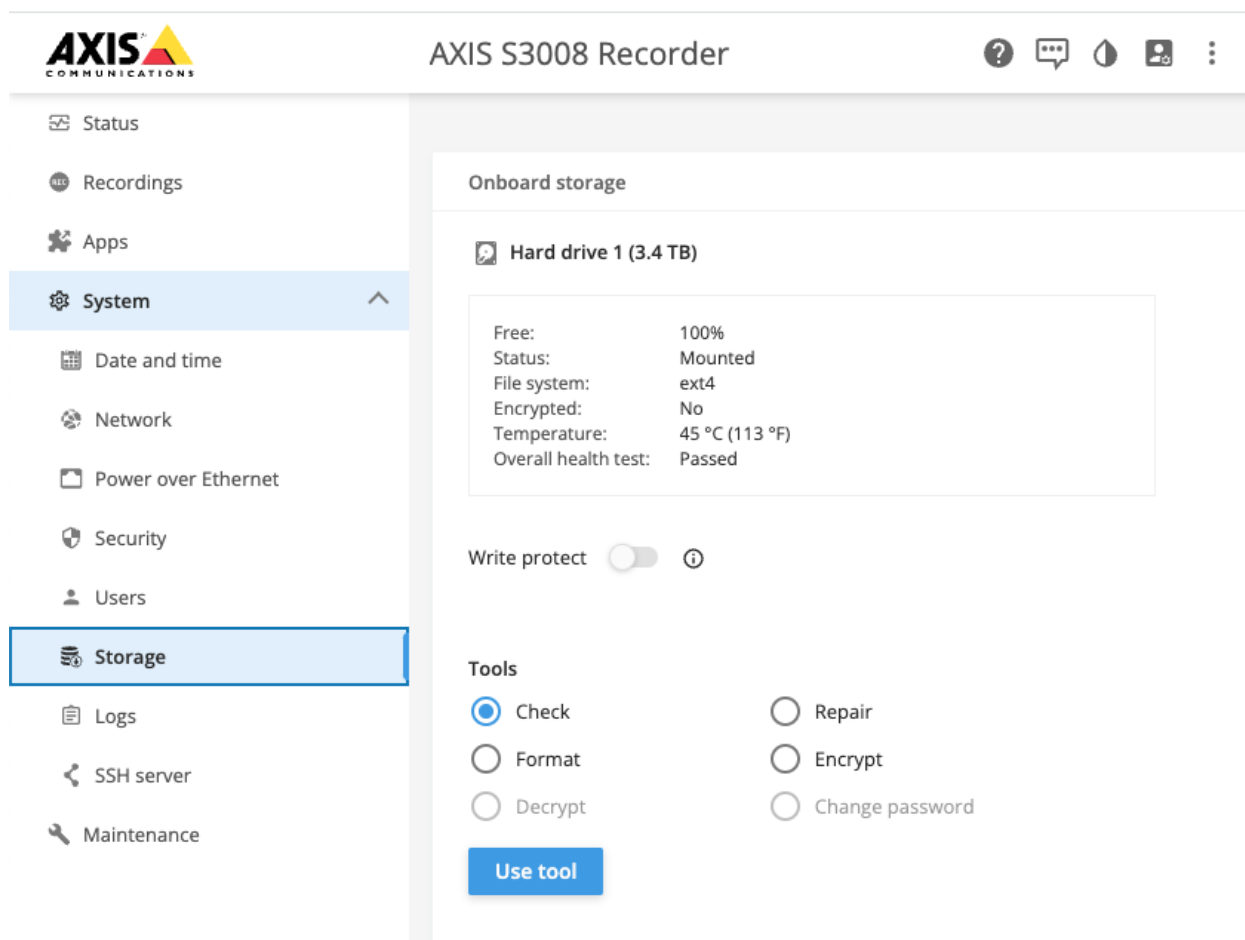 AXIS
COMMUNICATIONS
AXIS S3008 Recorder
Status
REC
Recordings
Apps
System
Date and time
Network
Power over Ethernet
Security
Users
Storage
Logs
SSH server
Maintenance
Onboard storage
Hard drive 1 (3.4 TB)
Free: 100%
Status: Mounted
File system: ext4
Encrypted: No
Temperature: 45 °C (113 °F)
Overall health test: Passed
Write protect
Tools
Check Repair
Format Encrypt
Decrypt Change password
Use tool